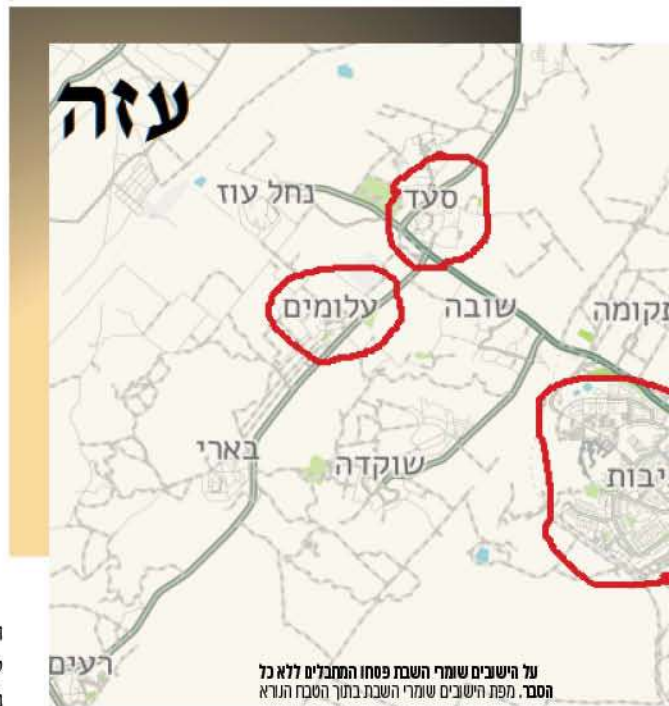 עזה
סעד
נחל עוז
עלומים
שובה
תקומה
בארי
שוקדה
יבות
רעים
על הישובים שומרי השבת פסחו המחבלים ללא כל
הסבר. מפת הישובים שומרי השבת בתוך הטבח הנורא